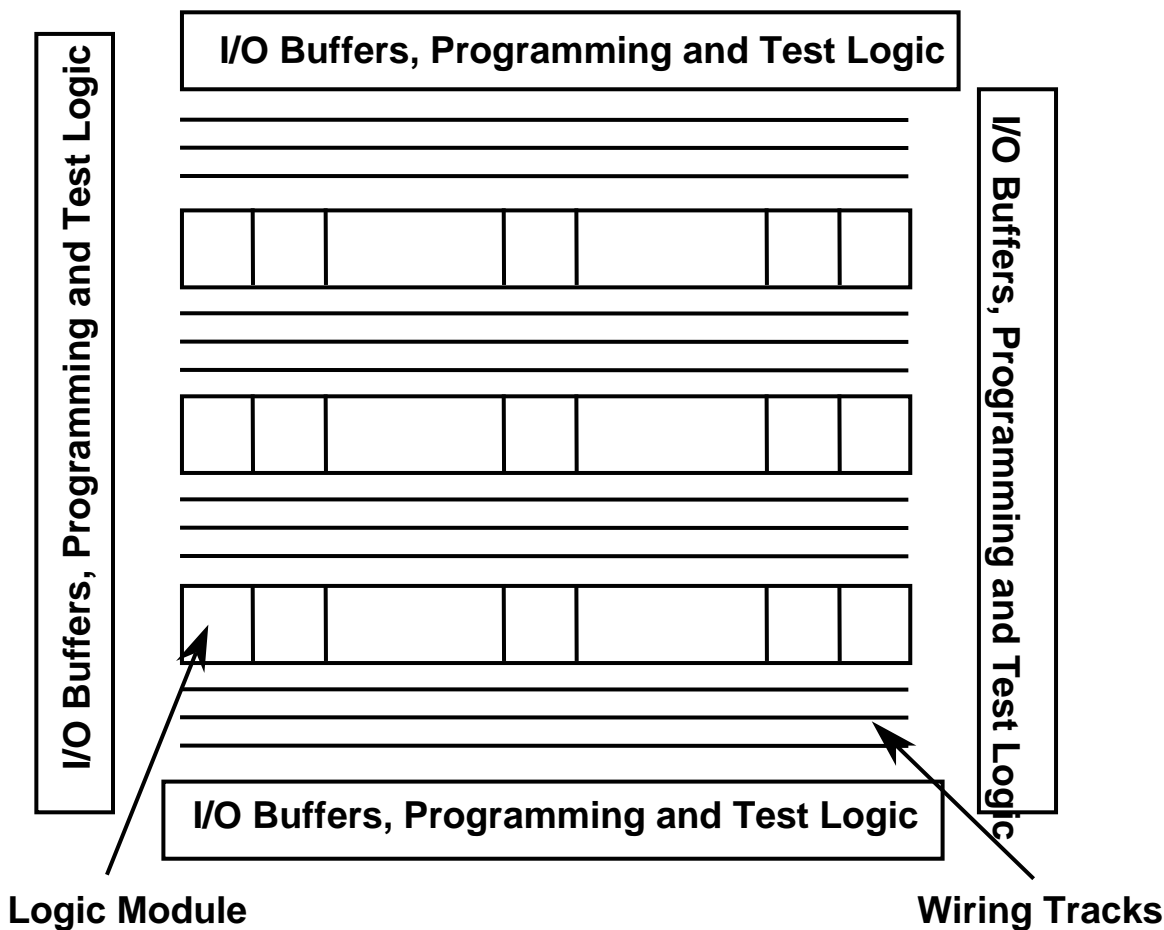 I/O Buffers, Programming and Test Logic
I/O Buffers, Programming and Test Logic
I/O Buffers, Programming and Test Logic
I/O Buffers, Programming and Test Logic
Logic Module
Wiring Tracks